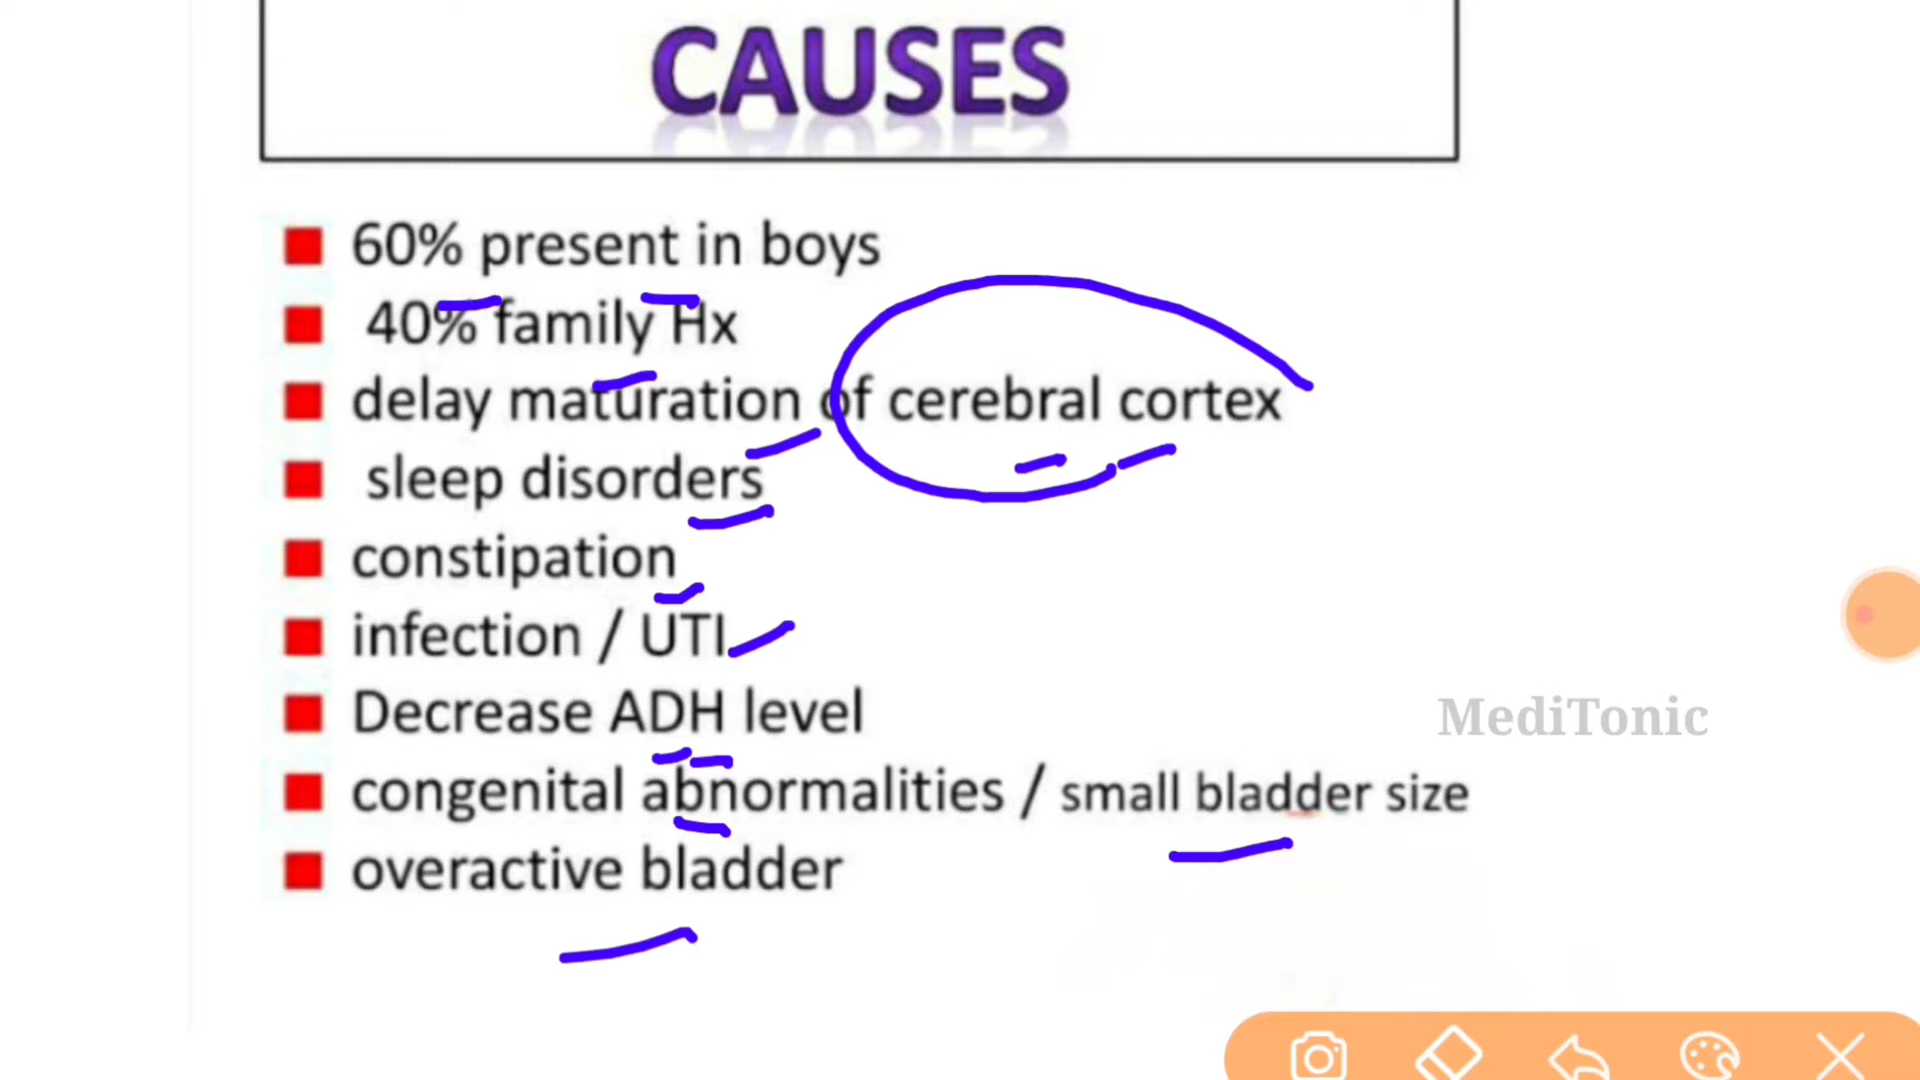 CAUSES
60% present in boys
40% family Hx
delay maturation of cerebral cortex
sleep disorders
constipation
infection / UTI
Decrease ADH level
MediTonic
congenital abnormalities / small bladder size
overactive bladder